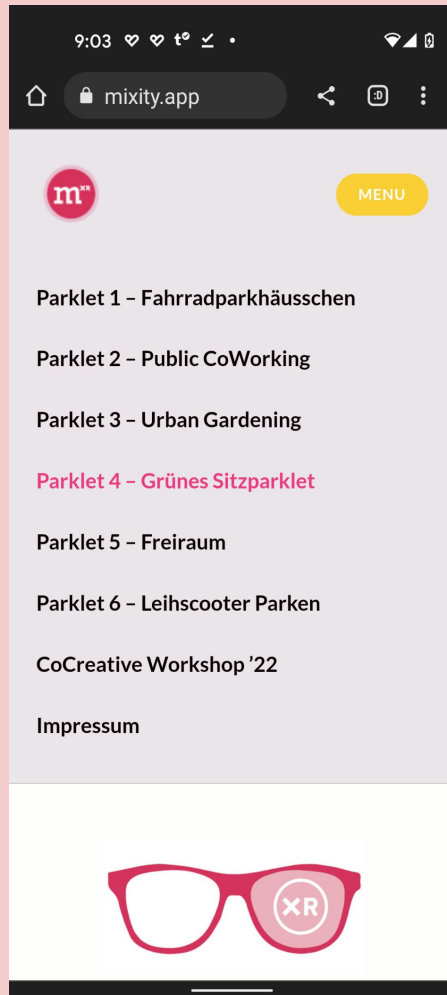 9:03
mixity.app
:D
mXR
MENU
Parklet 1 – Fahrradparkhäusschen
Parklet 2 – Public CoWorking
Parklet 3 – Urban Gardening
Parklet 4 – Grünes Sitzparklet
Parklet 5 – Freiraum
Parklet 6 – Leihscooter Parken
CoCreative Workshop ’22
Impressum
XR